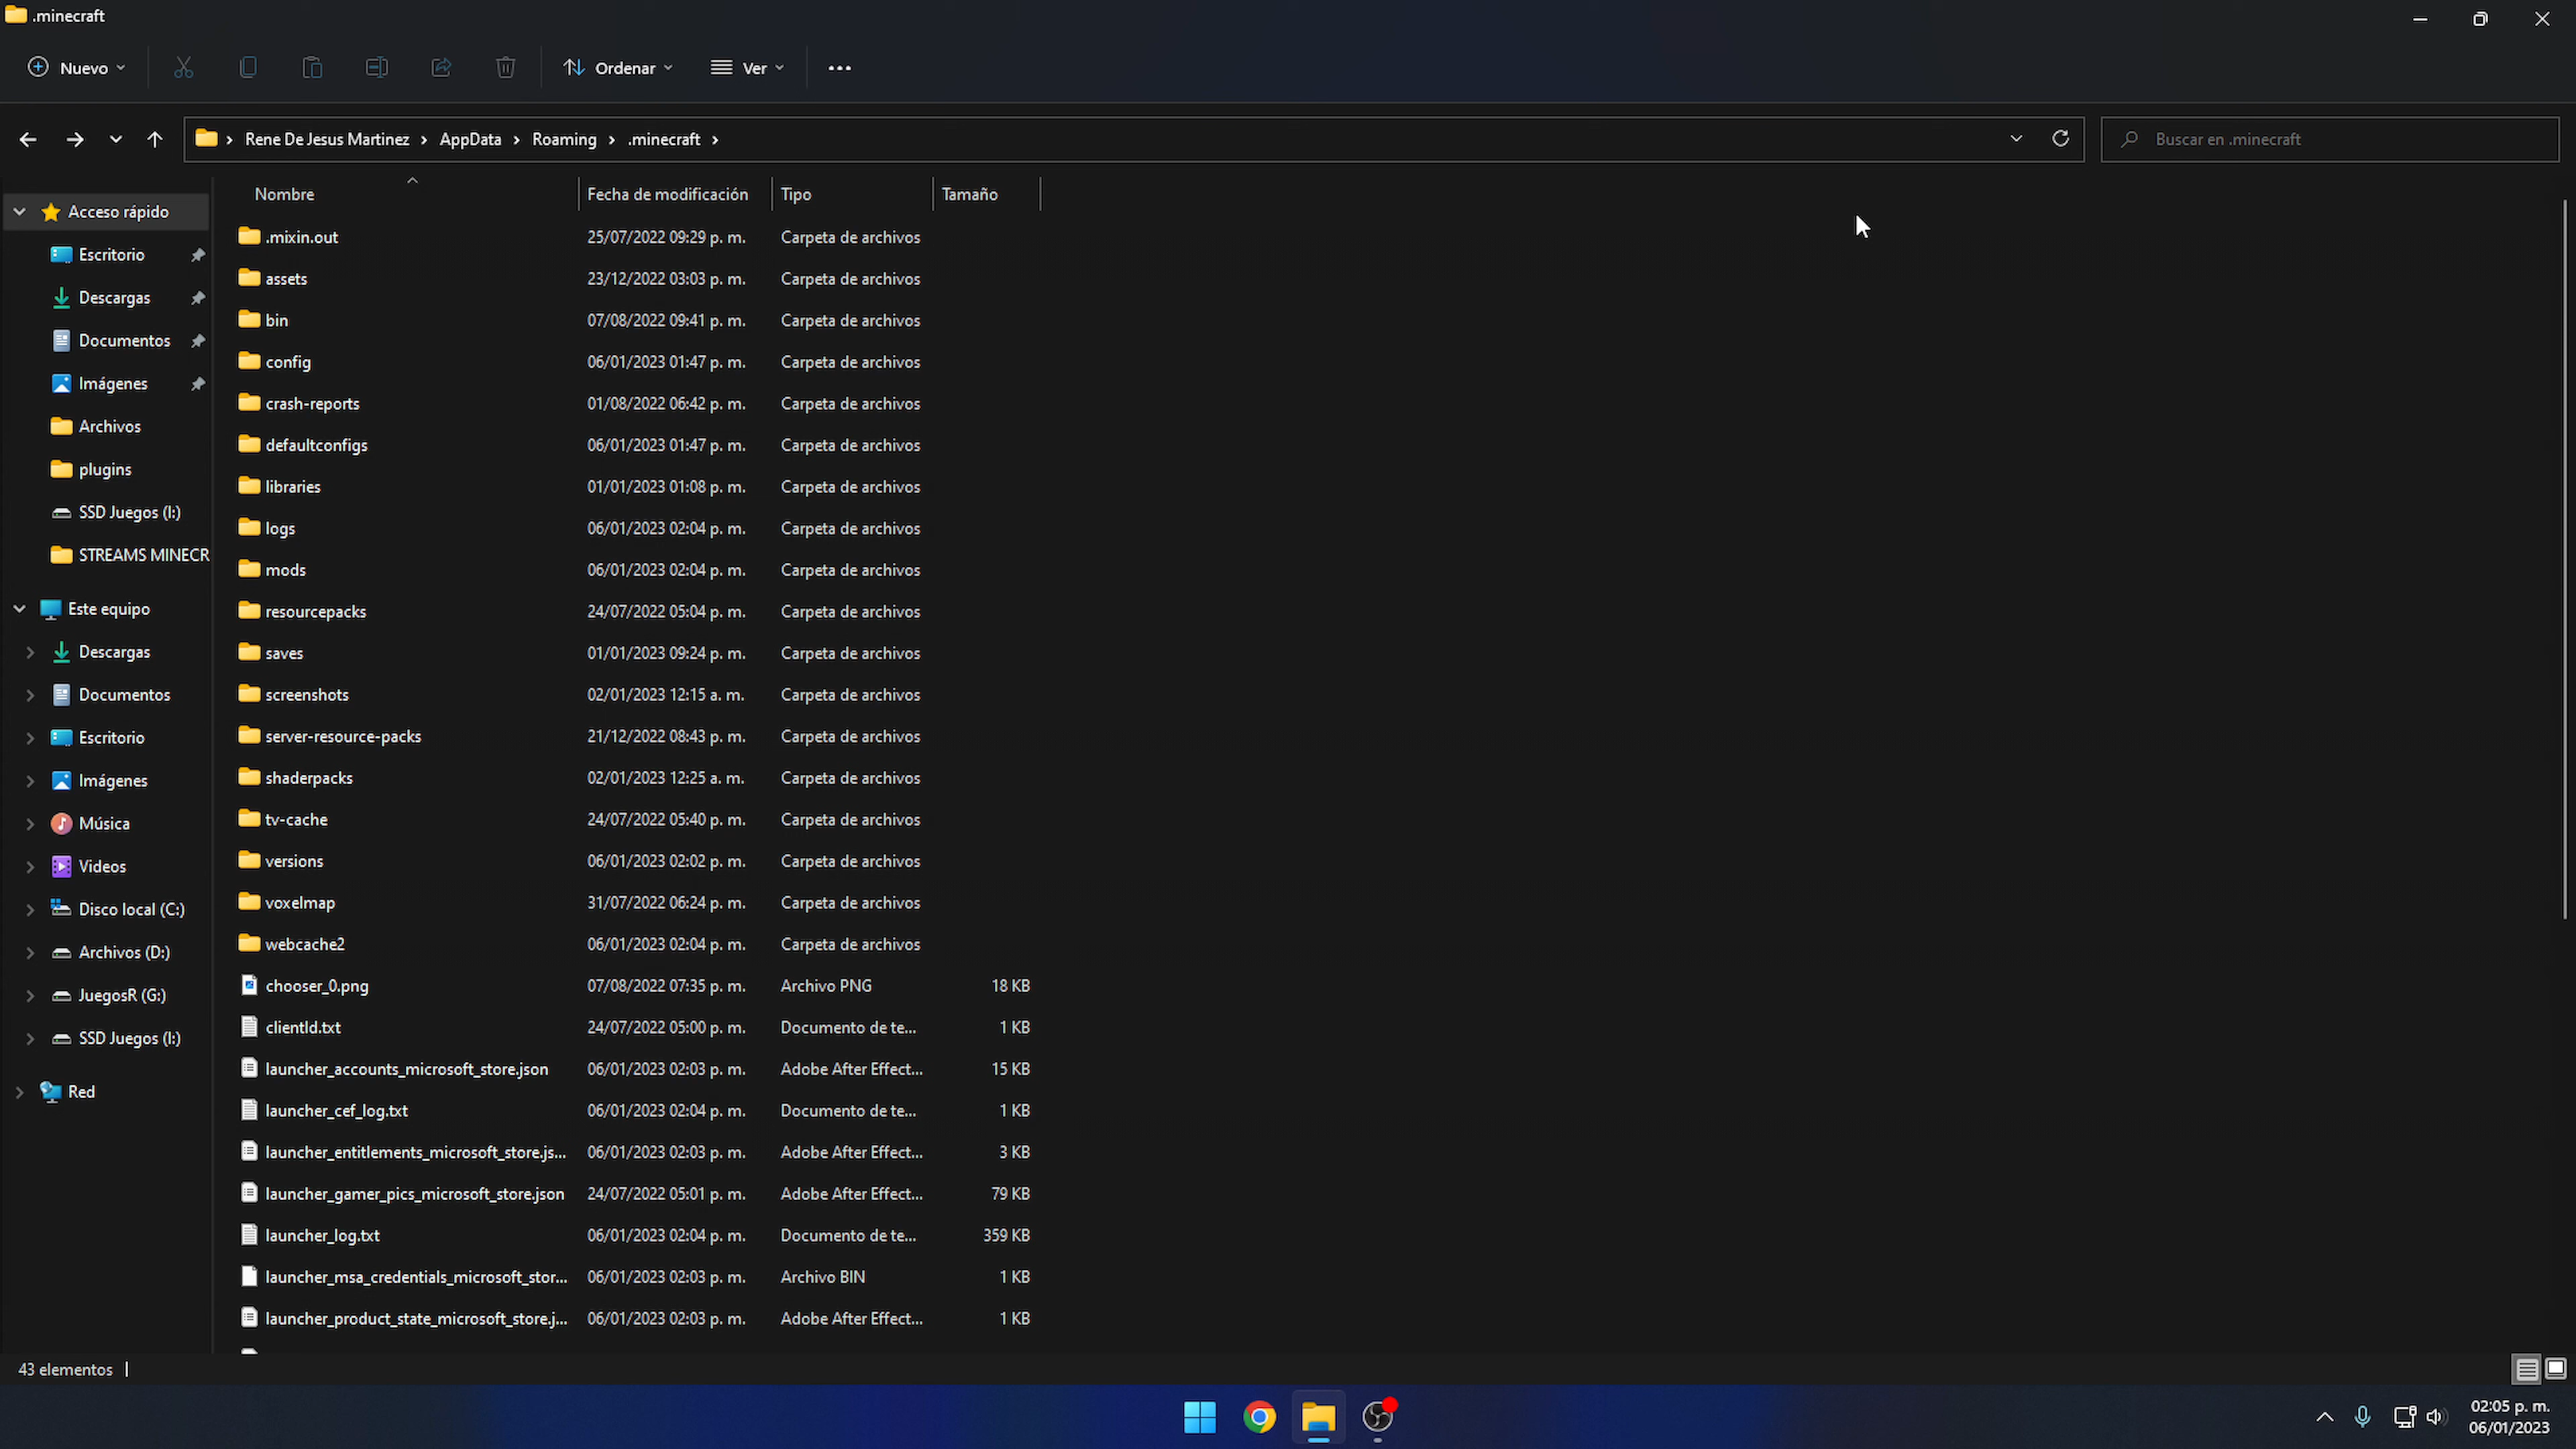 .minecraft
Nuevo
Ordenar
Ver
Rene De Jesus Martinez
AppData
Roaming
.minecraft
Buscar en .minecraft
Nombre Fecha de modificación Tipo Tamaño
Acceso rápido
Escritorio
Descargas
Documentos
Imágenes
Archivos
plugins
SSD Juegos (I:)
STREAMS MINECR
Este equipo
Descargas
Documentos
Escritorio
Imágenes
Música
Videos
Disco local (C:)
Archivos (D:)
JuegosR (G:)
SSD Juegos (I:)
Red
.mixin.out 25/07/2022 09:29 p. m. Carpeta de archivos
assets 23/12/2022 03:03 p. m. Carpeta de archivos
bin 07/08/2022 09:41 p. m. Carpeta de archivos
config 06/01/2023 01:47 p. m. Carpeta de archivos
crash-reports 01/08/2022 06:42 p. m. Carpeta de archivos
defaultconfigs 06/01/2023 01:47 p. m. Carpeta de archivos
libraries 01/01/2023 01:08 p. m. Carpeta de archivos
logs 06/01/2023 02:04 p. m. Carpeta de archivos
mods 06/01/2023 02:04 p. m. Carpeta de archivos
resourcepacks 24/07/2022 05:04 p. m. Carpeta de archivos
saves 01/01/2023 09:24 p. m. Carpeta de archivos
screenshots 02/01/2023 12:15 a. m. Carpeta de archivos
server-resource-packs 21/12/2022 08:43 p. m. Carpeta de archivos
shaderpacks 02/01/2023 12:25 a. m. Carpeta de archivos
tv-cache 24/07/2022 05:40 p. m. Carpeta de archivos
versions 06/01/2023 02:02 p. m. Carpeta de archivos
voxelmap 31/07/2022 06:24 p. m. Carpeta de archivos
webcache2 06/01/2023 02:04 p. m. Carpeta de archivos
chooser_0.png 07/08/2022 07:35 p. m. Archivo PNG 18 KB
clientId.txt 24/07/2022 05:00 p. m. Documento de te... 1 KB
launcher_accounts_microsoft_store.json 06/01/2023 02:03 p. m. Adobe After Effect... 15 KB
launcher_cef_log.txt 06/01/2023 02:04 p. m. Documento de te... 1 KB
launcher_entitlements_microsoft_store.js... 06/01/2023 02:03 p. m. Adobe After Effect... 3 KB
launcher_gamer_pics_microsoft_store.json 24/07/2022 05:01 p. m. Adobe After Effect... 79 KB
launcher_log.txt 06/01/2023 02:04 p. m. Documento de te... 359 KB
launcher_msa_credentials_microsoft_stor... 06/01/2023 02:03 p. m. Archivo BIN 1 KB
launcher_product_state_microsoft_store.j... 06/01/2023 02:03 p. m. Adobe After Effect... 1 KB
43 elementos
02:05 p. m.
06/01/2023